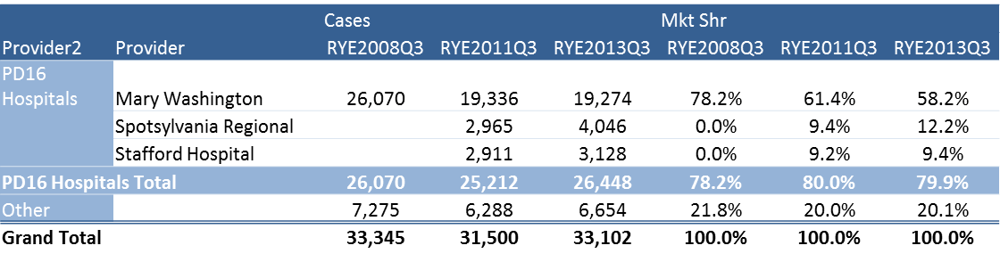 Cases Mkt Shr
Provider2 Provider RYE2008Q3 RYE2011Q3 RYE2013Q3 RYE2008Q3 RYE2011Q3 RYE2013Q3
PD16
Hospitals Mary Washington 26,070 19,336 19,274 78.2% 61.4% 58.2%
Spotsylvania Regional 2,965 4,046 0.0% 9.4% 12.2%
Stafford Hospital 2,911 3,128 0.0% 9.2% 9.4%
PD16 Hospitals Total 26,070 25,212 26,448 78.2% 80.0% 79.9%
Other 7,275 6,288 6,654 21.8% 20.0% 20.1%
Grand Total 33,345 31,500 33,102 100.0% 100.0% 100.0%